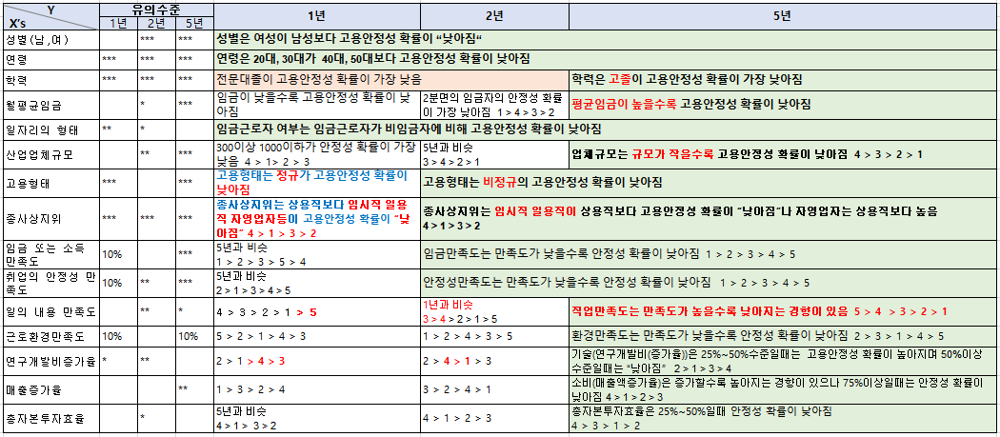 Y
X's
유의수준
1년 2년 5년
1년
2년
5년
성별(남,여) *** ***
성별은 여성이 남성보다 고용안정성 확률이 “낮아짐“
연령 *** *** ***
연령은 20대, 30대가 40대, 50대보다 고용안정성 확률이 낮아짐
학력 *** *** ***
전문대졸이 고용안정성 확률이 가장 낮음
학력은 고졸이 고용안정성 확률이 가장 낮아짐
월평균임금 * ***
임금이 낮을수록 고용안정성 확률이 낮
아짐
2분면의 임금자의 안정성 확률
이 가장 낮아짐 1 > 4 > 3 > 2
평균임금이 높을수록 고용안정성 확률이 낮아짐
일자리의 형태 ** *
임금근로자 여부는 임금근로자가 비임금자에 비해 고용안정성 확률이 낮아짐
산업업체규모 ** ***
300이상 1000이하가 안정성 확률이 가장
낮음 4 > 1> 2 > 3
5년과 비슷
3 > 4 > 2 > 1
업체규모는 규모가 작을수록 고용안정성 확률이 낮아짐 4 > 3 > 2 > 1
고용형태 *** ***
고용형태는 정규가 고용안정성 확률이
낮아짐
고용형태는 비정규의 고용안정성 확률이 낮아짐
종사상지위 *** *** ***
종사상지위는 상용직보다 임시직 일용
직 자영업자등이 고용안정성 확률이 “낮
아짐” 4 > 1 > 3 > 2
종사상지위는 임시직 일용직이 상용직보다 고용안정성 확률이 “낮아짐”나 자영업자는 상용직보다 높음
4 > 1 > 3 > 2
임금 또는 소득
만족도
10% ***
5년과 비슷
1 > 2 > 3 > 5 > 4
임금만족도는 만족도가 낮을수록 안정성 확률이 낮아짐 1 > 2 > 3 > 4 > 5
취업의 안정성 만
족도
10% ** ***
5년과 비슷
2 > 1 > 3 > 4 > 5
안정성만족도는 만족도가 낮을수록 안정성 확률이 낮아짐 1 > 2 > 3 > 4 > 5
일의 내용 만족도 ** *
4 > 3 > 2 > 1 > 5
1년과 비슷
3 > 4 > 2 > 1 > 5
직업만족도는 만족도가 높을수록 낮아지는 경향이 있음 5 > 4 > 3 > 2 > 1
근로환경만족도 10% 10%
5 > 2 > 1 > 4 > 3
1 > 2 > 4 > 3 > 5
환경만족도는 만족도가 낮을수록 안정성 확률이 낮아짐 2 > 3 > 1 > 4 > 5
연구개발비증가율 * **
2 > 1 > 4 > 3
2 > 4 > 1 > 3
기술(연구개발비(증가율))은 25%~50%수준일때는 고용안정성 확률이 높아지며 50%이상
수준일때는 “낮아짐” 2 > 1 > 3 > 4
매출증가율 **
1 > 3 > 2 > 4
3 > 2 > 4 > 1
소비(매출액증가율)은 증가할수록 높아지는 경향이 있으나 75%이상일때는 안정성 확률이
낮아짐 4 > 1 > 2 > 3
총자본투자효율 *
5년과 비슷
4 > 1 > 3 > 2
4 > 1 > 2 > 3
총자본투자효율은 25%~50%일때 안정성 확률이 낮아짐
4 > 3 > 1 > 2